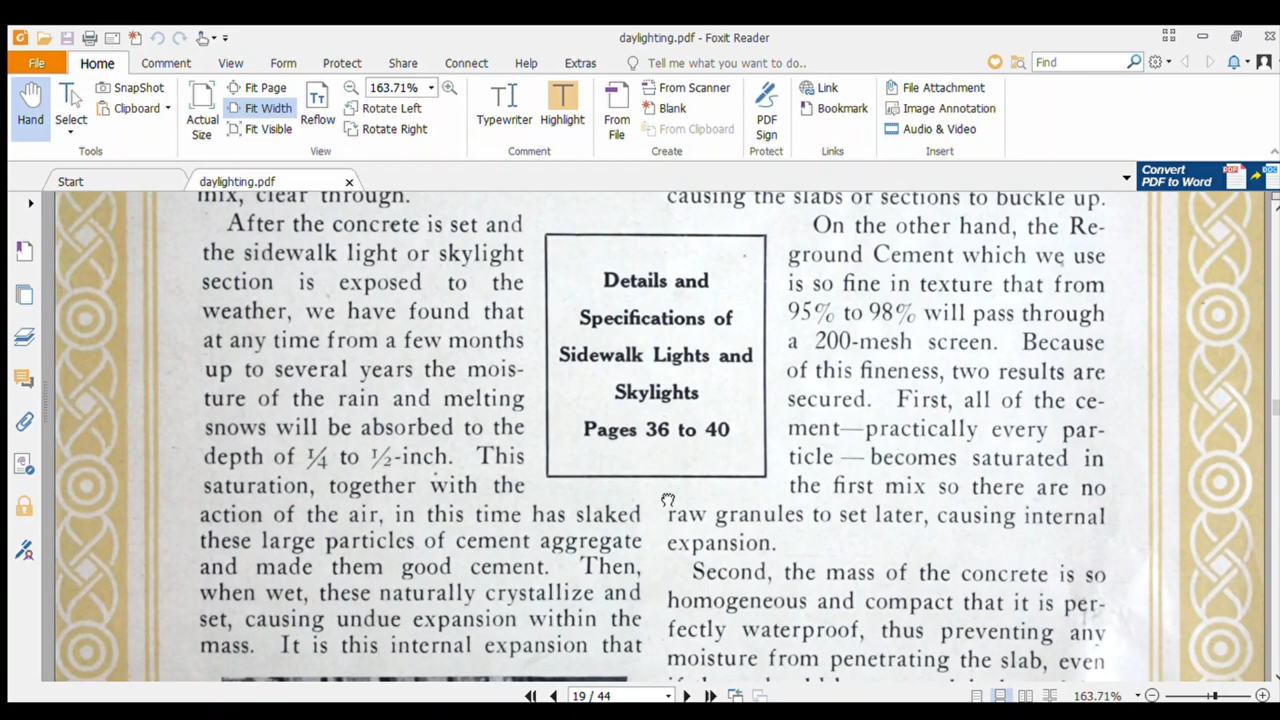 daylighting.pdf - Foxit Reader
File Home Comment View Form Protect Share Connect Help Extras Tell me what you want to do.. Find
Hand
Select
SnapShot
Clipboard
Tools
Actual Size
Fit Page
Fit Width
Fit Visible
Reflow
163.71%
Rotate Left
Rotate Right
View
Typewriter
Highlight
Comment
From File
From Scanner
Blank
From Clipboard
Create
PDF Sign
Protect
Link
Bookmark
Links
File Attachment
Image Annotation
Audio & Video
Insert
Start
daylighting.pdf
Convert
PDF to Word
mix, clear through.
After the concrete is set and
the sidewalk light or skylight
section is exposed to the
weather, we have found that
at any time from a few months
up to several years the mois-
ture of the rain and melting
snows will be absorbed to the
depth of 1/4 to 1/2-inch. This
saturation, together with the
action of the air, in this time has slaked
these large particles of cement aggregate
and made them good cement. Then,
when wet, these naturally crystallize and
set, causing undue expansion within the
mass. It is this internal expansion that
Details and
Specifications of
Sidewalk Lights and
Skylights
Pages 36 to 40
causing the slabs or sections to buckle up.
On the other hand, the Re-
ground Cement which we use
is so fine in texture that from
95% to 98% will pass through
a 200-mesh screen. Because
of this fineness, two results are
secured. First, all of the ce-
ment—practically every par-
ticle — becomes saturated in
the first mix so there are no
raw granules to set later, causing internal
expansion.
Second, the mass of the concrete is so
homogeneous and compact that it is per-
fectly waterproof, thus preventing any
moisture from penetrating the slab, even
19 / 44
163.71%